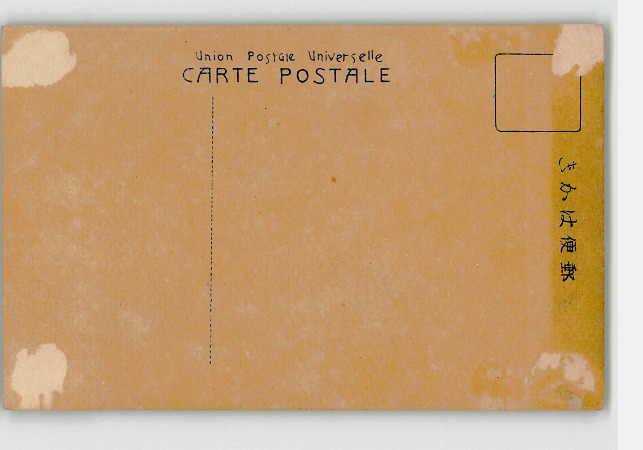 Union Postale Universelle
CARTE POSTALE
郵便はかき